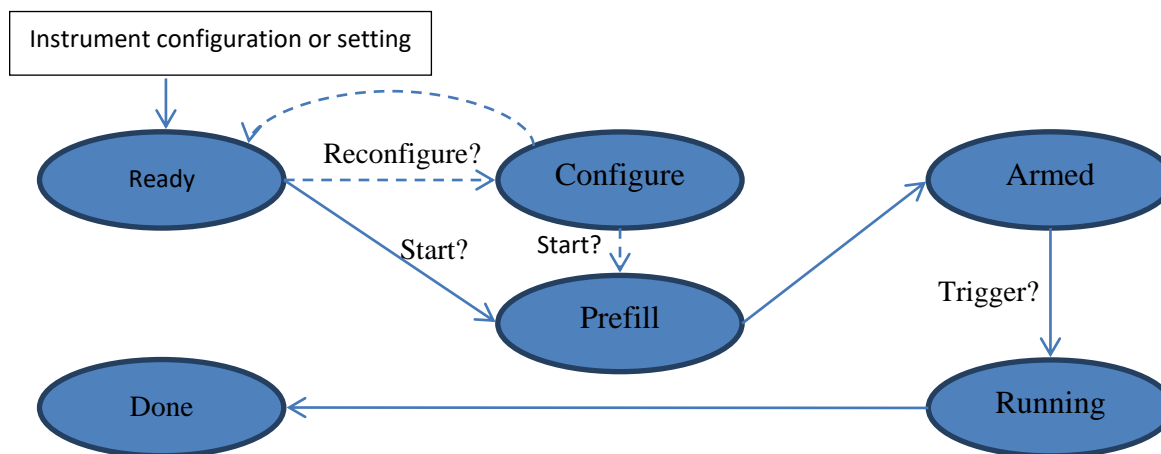 Instrument configuration or setting
Reconfigure?
Ready
Configure
Armed
Start?
Start?
Trigger?
Prefill
Done
Running